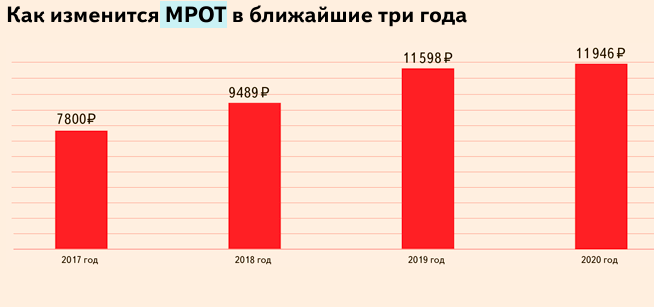 Как изменится МРОТ в ближайшие три года
7800₽
9489₽
11598₽
11946₽
2017 год
2018 год
2019 год
2020 год